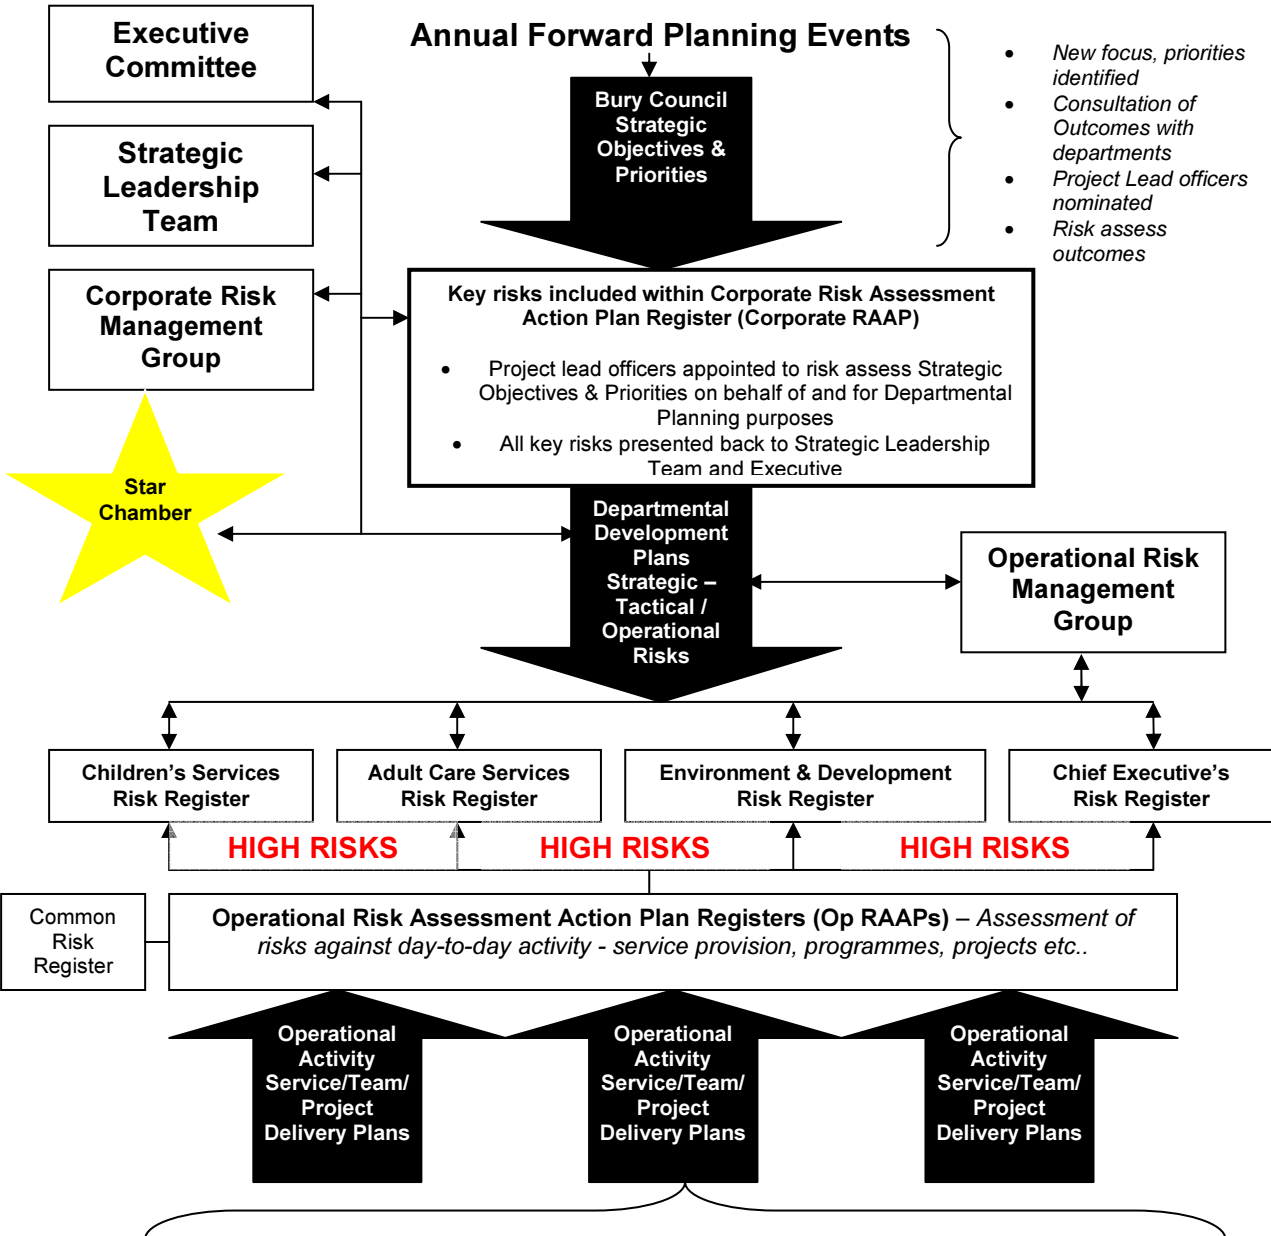 Executive
Committee
Annual Forward Planning Events
• New focus, priorities
identified
• Consultation of
Outcomes with
departments
• Project Lead officers
nominated
• Risk assess
outcomes
Bury Council
Strategic
Objectives &
Priorities
Strategic
Leadership
Team
Corporate Risk
Management
Group
Key risks included within Corporate Risk Assessment
Action Plan Register (Corporate RAAP)
• Project lead officers appointed to risk assess Strategic
Objectives & Priorities on behalf of and for Departmental
Planning purposes
• All key risks presented back to Strategic Leadership
Team and Executive
Star
Chamber
Departmental
Development
Plans
Strategic –
Tactical /
Operational
Risks
Operational Risk
Management
Group
Children's Services
Risk Register
Adult Care Services
Risk Register
Environment & Development
Risk Register
Chief Executive's
Risk Register
HIGH RISKS
HIGH RISKS
HIGH RISKS
Common
Risk
Register
Operational Risk Assessment Action Plan Registers (Op RAAPs) – Assessment of
risks against day-to-day activity - service provision, programmes, projects etc..
Operational
Activity
Service/Team/
Project
Delivery Plans
Operational
Activity
Service/Team/
Project
Delivery Plans
Operational
Activity
Service/Team/
Project
Delivery Plans